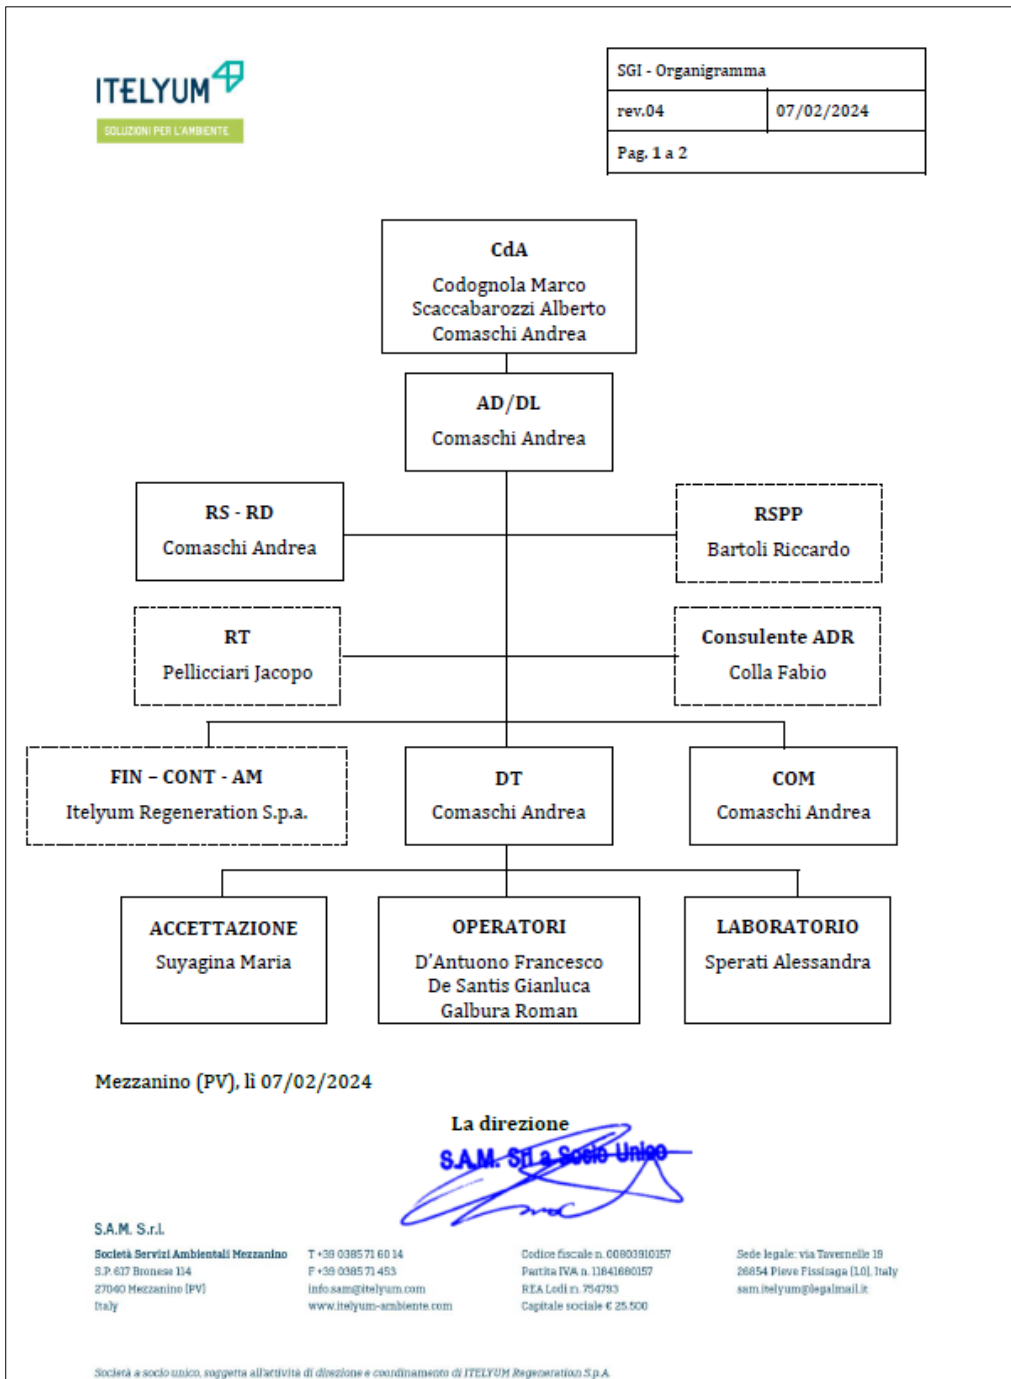 ITELYUM
SOLUZIONI PER L'AMBIENTE
SGI - Organigramma
rev.04 07/02/2024
Pag. 1 a 2
CdA
Codognola Marco
Scaccabarozzi Alberto
Comaschi Andrea
AD/DL
Comaschi Andrea
RS - RD
Comaschi Andrea
RSPP
Bartoli Riccardo
RT
Pellicciari Jacopo
Consulente ADR
Colla Fabio
FIN – CONT - AM
Itelyum Regeneration S.p.a.
DT
Comaschi Andrea
COM
Comaschi Andrea
ACCETTAZIONE
Suyagina Maria
OPERATORI
D'Antuono Francesco
De Santis Gianluca
Galbura Roman
LABORATORIO
Sperati Alessandra
Mezzanino (PV), lì 07/02/2024
La direzione
S.A.M. Srl a Socio Unico
S.A.M. S.r.l.
Società Servizi Ambientali Mezzanino
S.P. 617 Bronese 114
27040 Mezzanino (PV)
Italy
T +39 0385 71 60 14
F +39 0385 71 453
info.sam@itelyum.com
www.itelyum-ambiente.com
Codice fiscale n. 00803910157
Partita IVA n. 11841680157
REA Lodi n. 754793
Capitale sociale € 25.500
Sede legale: via Tavernelle 19
26854 Pieve Fissiraga (LO), Italy
sam.itelyum@legalmail.it
Società a socio unico, soggetta all'attività di direzione e coordinamento di ITELYUM Regeneration S.p.A.